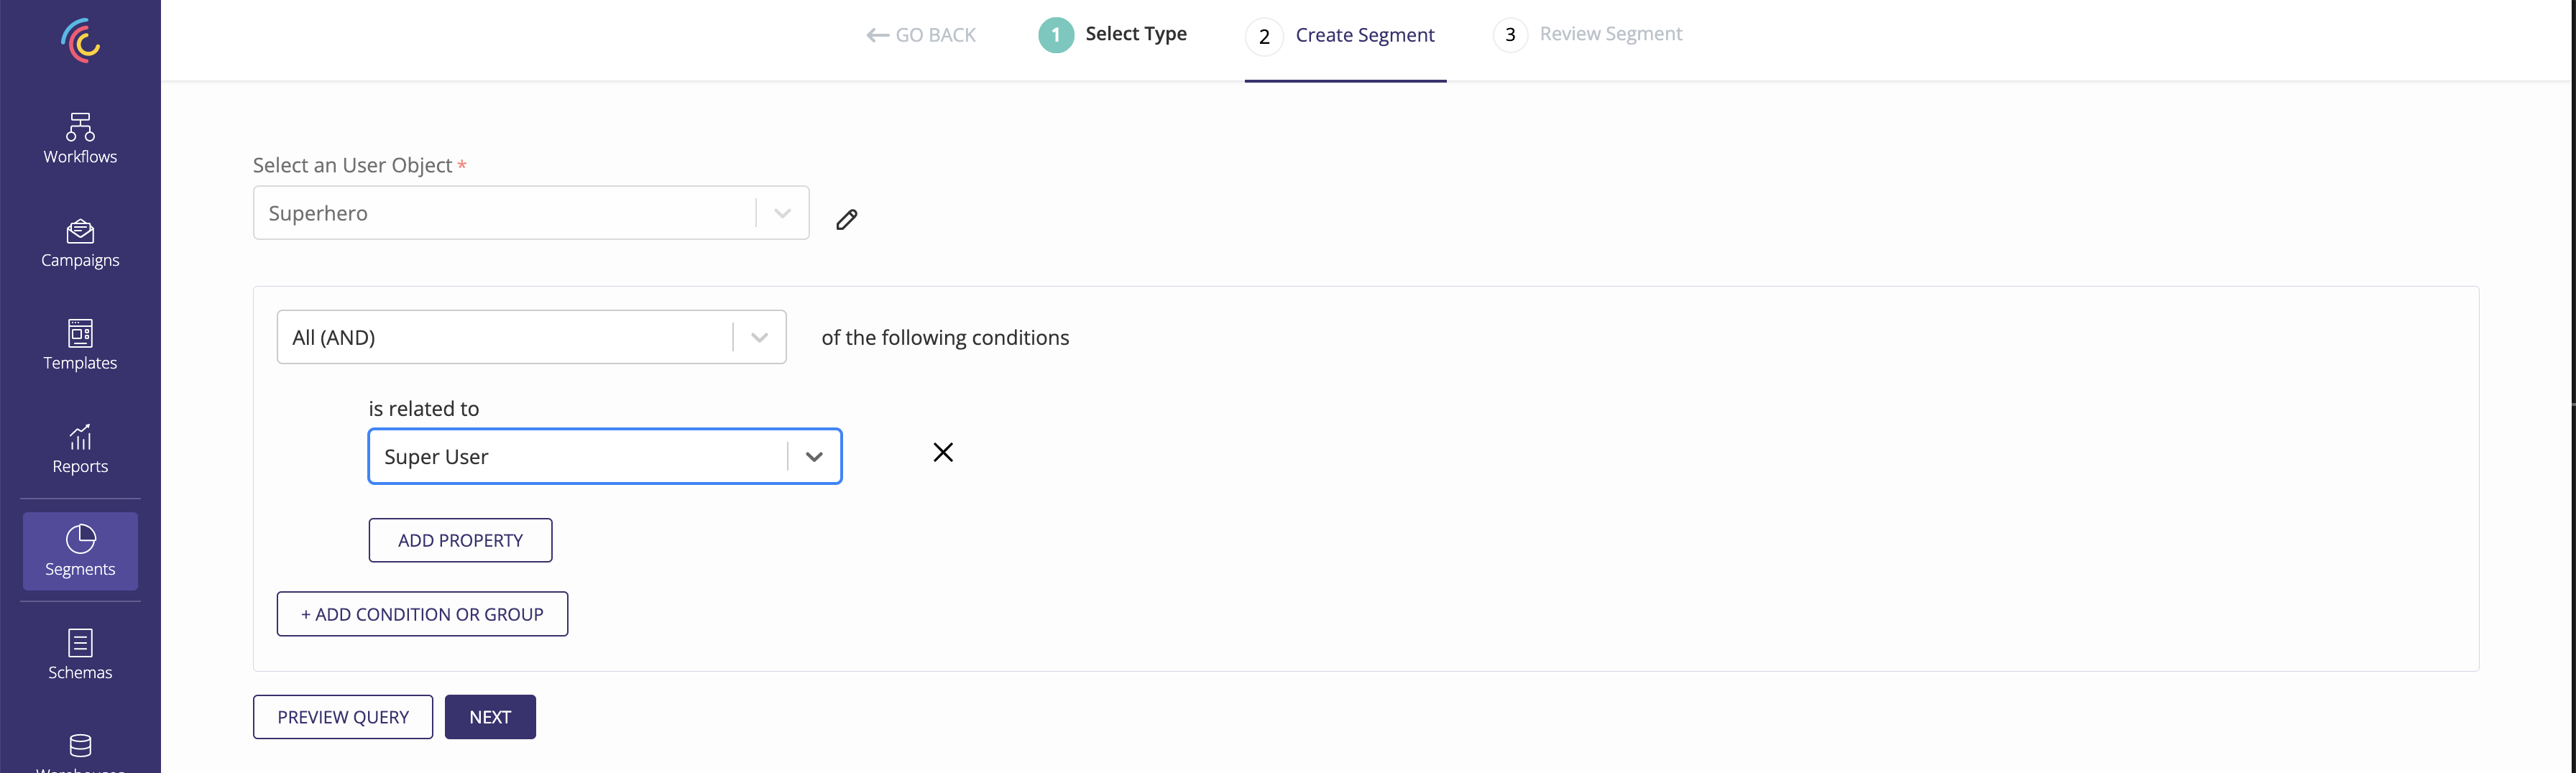 GO BACK
1 Select Type
2 Create Segment
3 Review Segment
Workflows
Campaigns
Templates
Reports
Segments
Schemas
Select an User Object *
Superhero
All (AND)
of the following conditions
is related to
Super User
ADD PROPERTY
+ ADD CONDITION OR GROUP
PREVIEW QUERY
NEXT